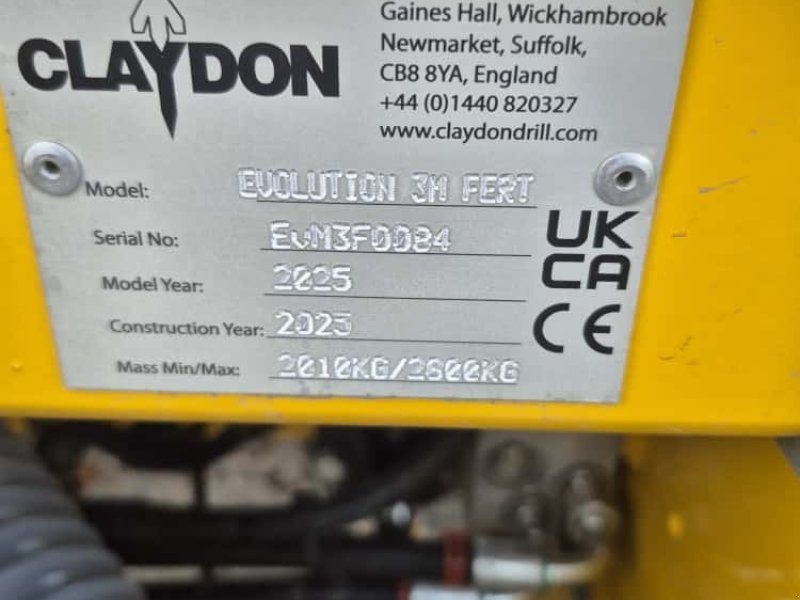 CLAYDON
Gaines Hall, Wickhambrook
Newmarket, Suffolk,
CB8 8YA, England
+44 (0)1440 820327
www.claydondrill.com
Model: EVOLUTION 3M FERT
Serial No: EvM3F0084
Model Year: 2025
Construction Year: 2025
Mass Min/Max: 2010KG/2600KG
UK
CA
CE